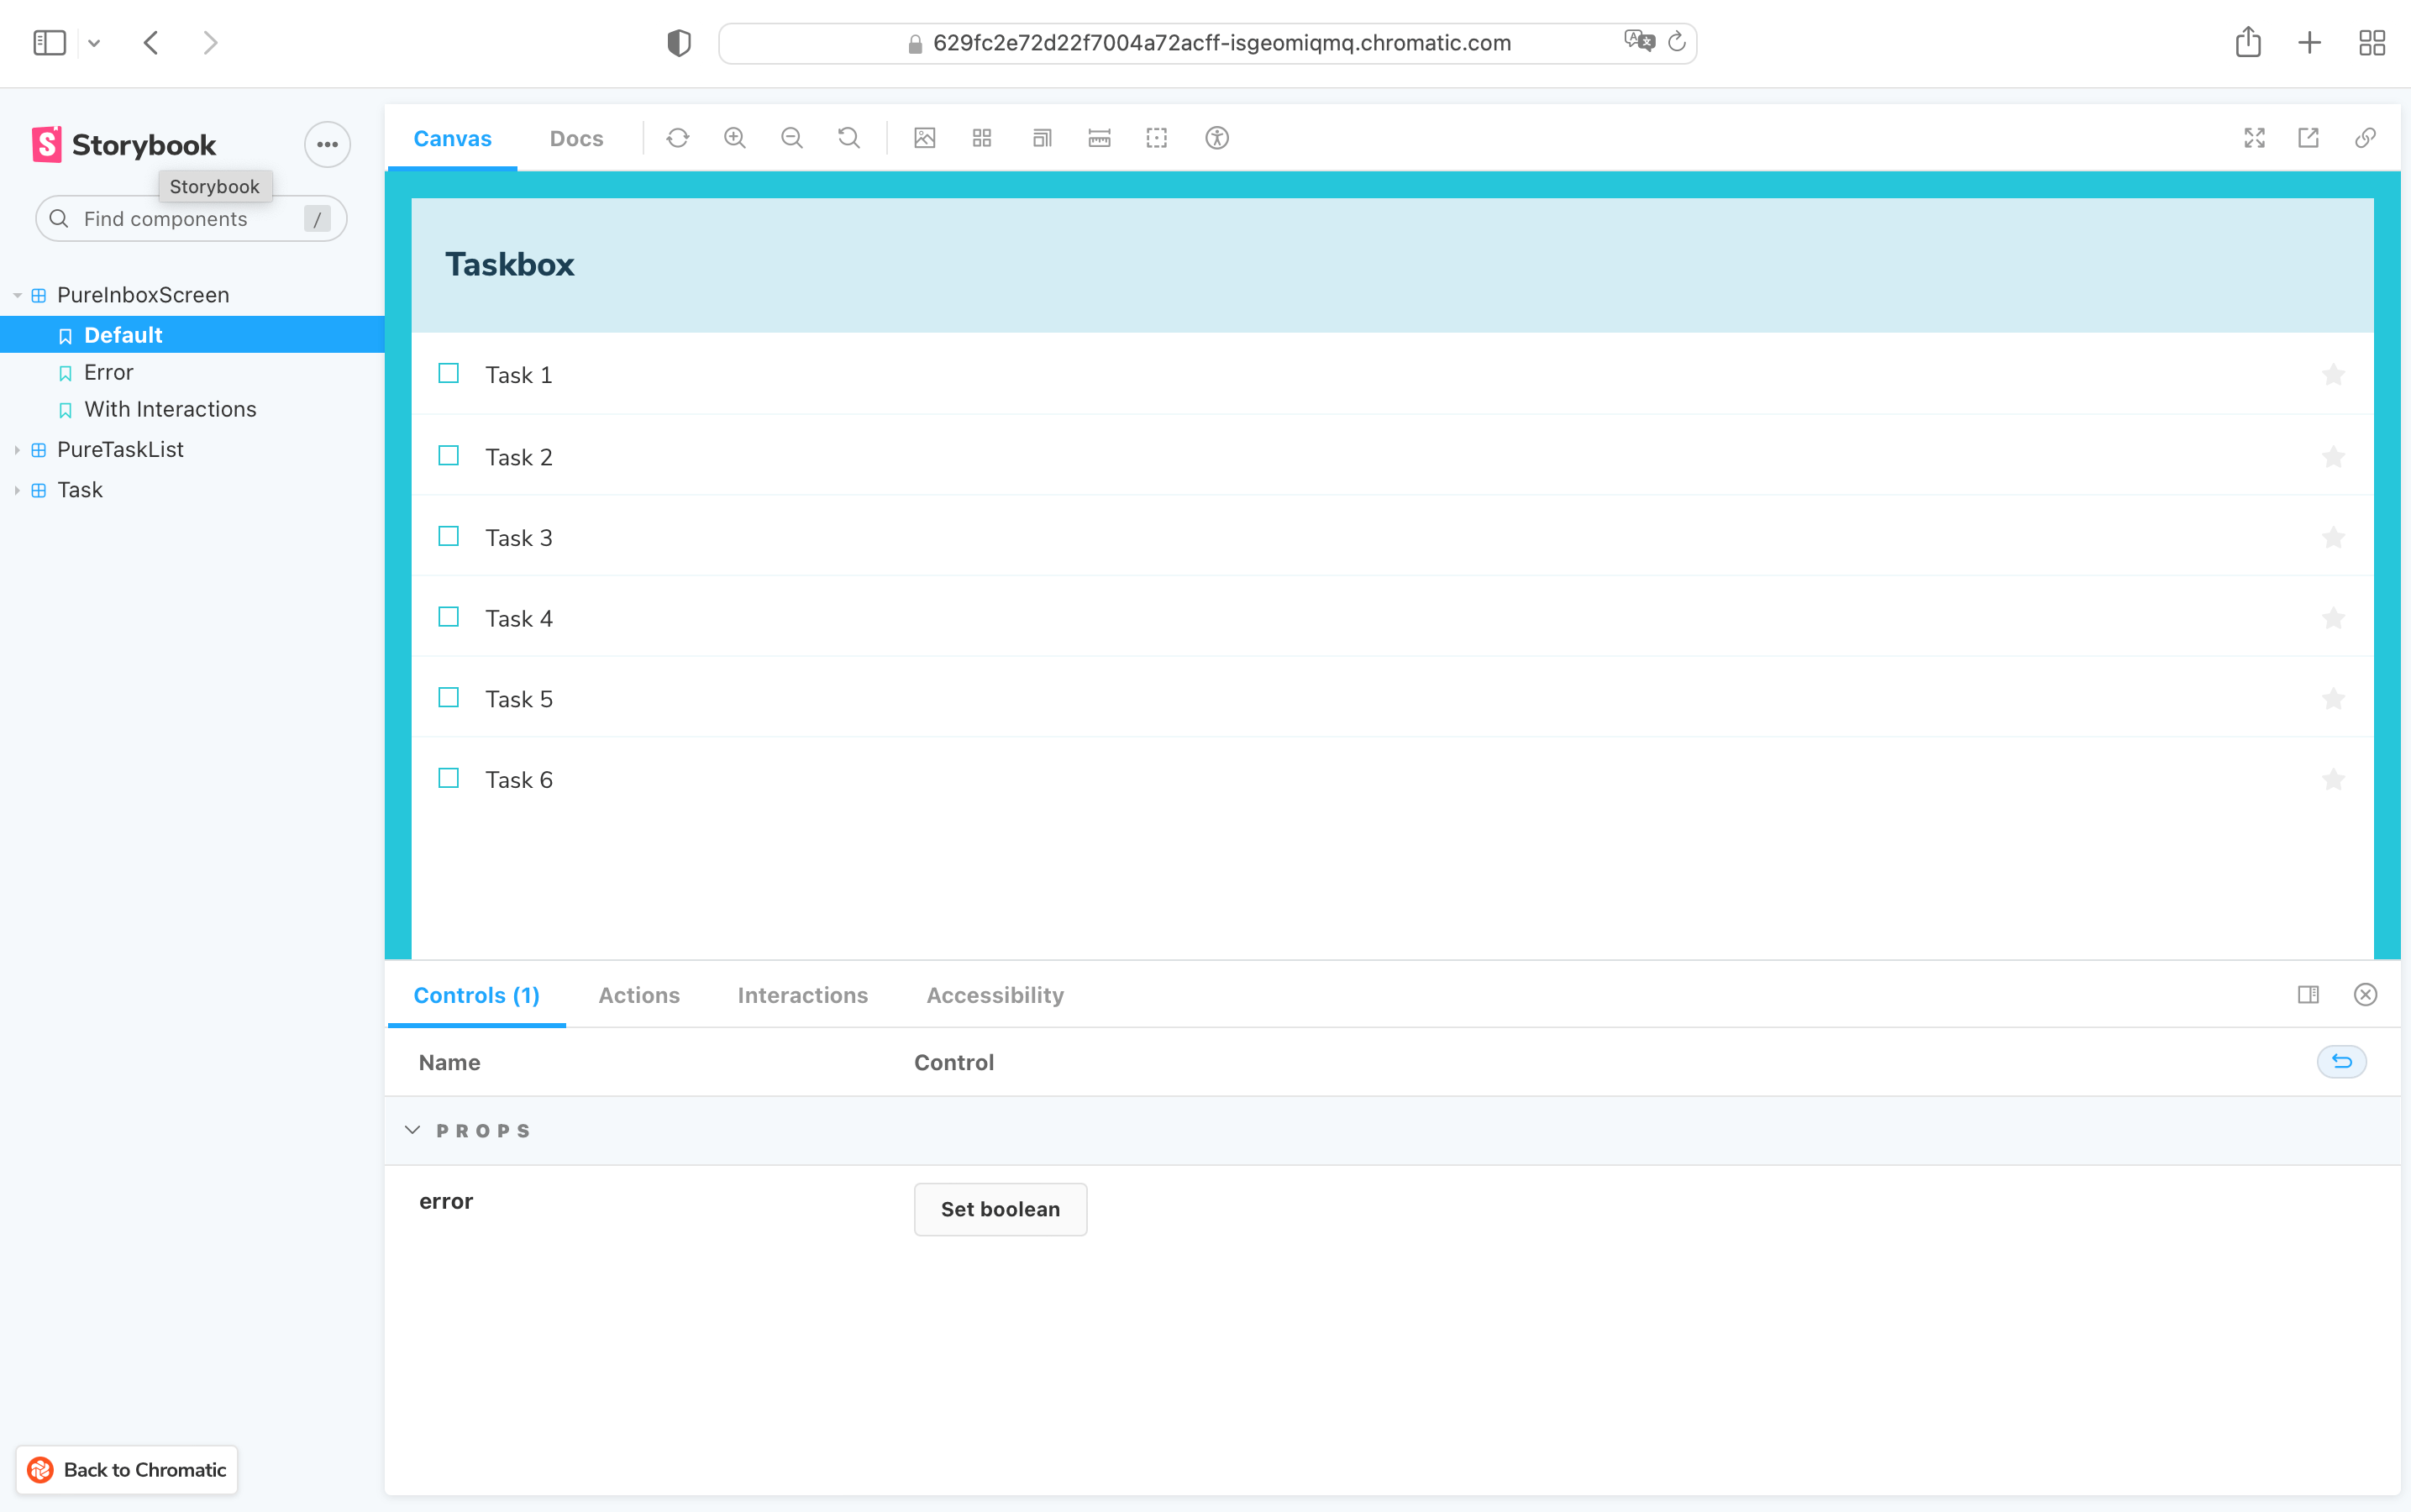 629fc2e72d22f7004a72acff-isgeomiqmq.chromatic.com
Storybook
Storybook
Find components /
PureInboxScreen
Default
Error
With Interactions
PureTaskList
Task
Back to Chromatic
Canvas Docs
Taskbox
Task 1
Task 2
Task 3
Task 4
Task 5
Task 6
Controls (1) Actions Interactions Accessibility
Name Control
PROPS
error Set boolean